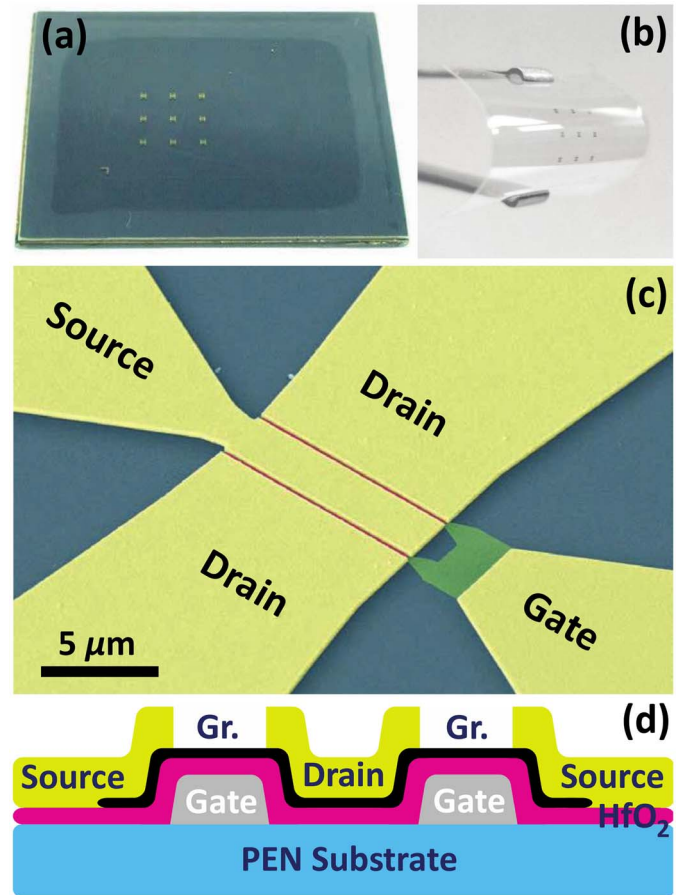 (a)
(b)
(c)
Source
Drain
Drain
Gate
5 μm
(d)
Gr.
Gr.
Source
Drain
Source
Gate
Gate
HfO₂
PEN Substrate